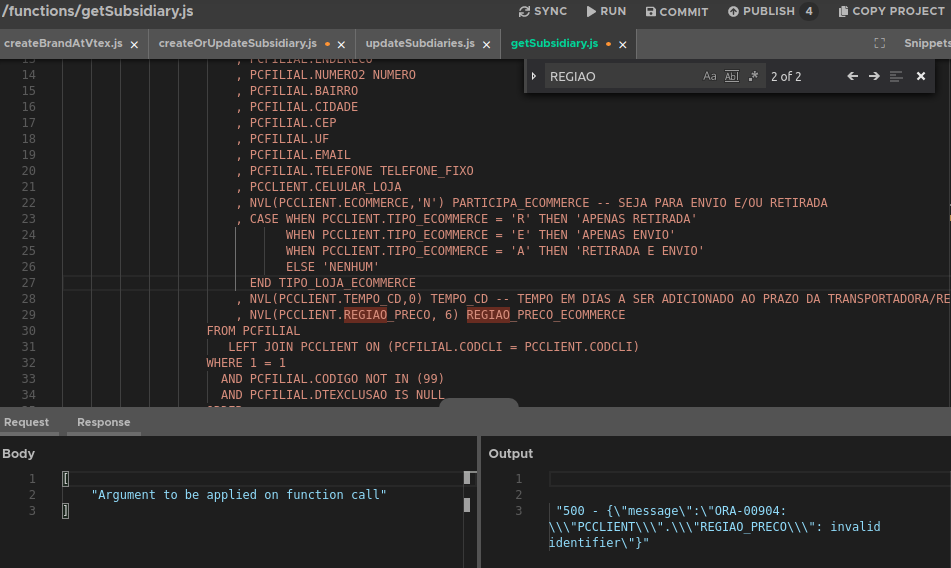 /functions/getSubsidiary.js
SYNC
RUN
COMMIT
PUBLISH 4
COPY PROJECT
createBrandAtVtex.js
createOrUpdateSubsidiary.js
updateSubdiaries.js
getSubsidiary.js
Snippets
REGIAO
Aa Abl .*
2 of 2
14 , PCFILIAL.NUMERO2 NUMERO
15 , PCFILIAL.BAIRRO
16 , PCFILIAL.CIDADE
17 , PCFILIAL.CEP
18 , PCFILIAL.UF
19 , PCFILIAL.EMAIL
20 , PCFILIAL.TELEFONE TELEFONE_FIXO
21 , PCCLIENT.CELULAR_LOJA
22 , NVL(PCCLIENT.ECOMMERCE,'N') PARTICIPA_ECOMMERCE -- SEJA PARA ENVIO E/OU RETIRADA
23 , CASE WHEN PCCLIENT.TIPO_ECOMMERCE = 'R' THEN 'APENAS RETIRADA'
24 WHEN PCCLIENT.TIPO_ECOMMERCE = 'E' THEN 'APENAS ENVIO'
25 WHEN PCCLIENT.TIPO_ECOMMERCE = 'A' THEN 'RETIRADA E ENVIO'
26 ELSE 'NENHUM'
27 END TIPO_LOJA_ECOMMERCE
28 , NVL(PCCLIENT.TEMPO_CD,0) TEMPO_CD -- TEMPO EM DIAS A SER ADICIONADO AO PRAZO DA TRANSPORTADORA/RE
29 , NVL(PCCLIENT.REGIAO_PRECO, 6) REGIAO_PRECO_ECOMMERCE
30 FROM PCFILIAL
31 LEFT JOIN PCCLIENT ON (PCFILIAL.CODCLI = PCCLIENT.CODCLI)
32 WHERE 1 = 1
33 AND PCFILIAL.CODIGO NOT IN (99)
34 AND PCFILIAL.DTEXCLUSAO IS NULL
Request
Response
Body
1 [
2 "Argument to be applied on function call"
3 ]
Output
1
2
3 "500 - {\"message\":\"ORA-00904:
\\\"PCCLIENT\\\".\\\"REGIAO_PRECO\\\": invalid
identifier\"}"